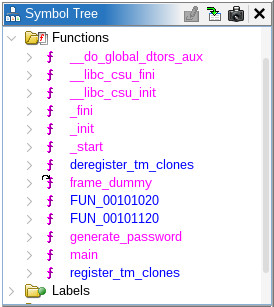 Symbol Tree
Functions
__do_global_dtors_aux
__libc_csu_fini
__libc_csu_init
_fini
_init
_start
deregister_tm_clones
frame_dummy
FUN_00101020
FUN_00101120
generate_password
main
register_tm_clones
Labels